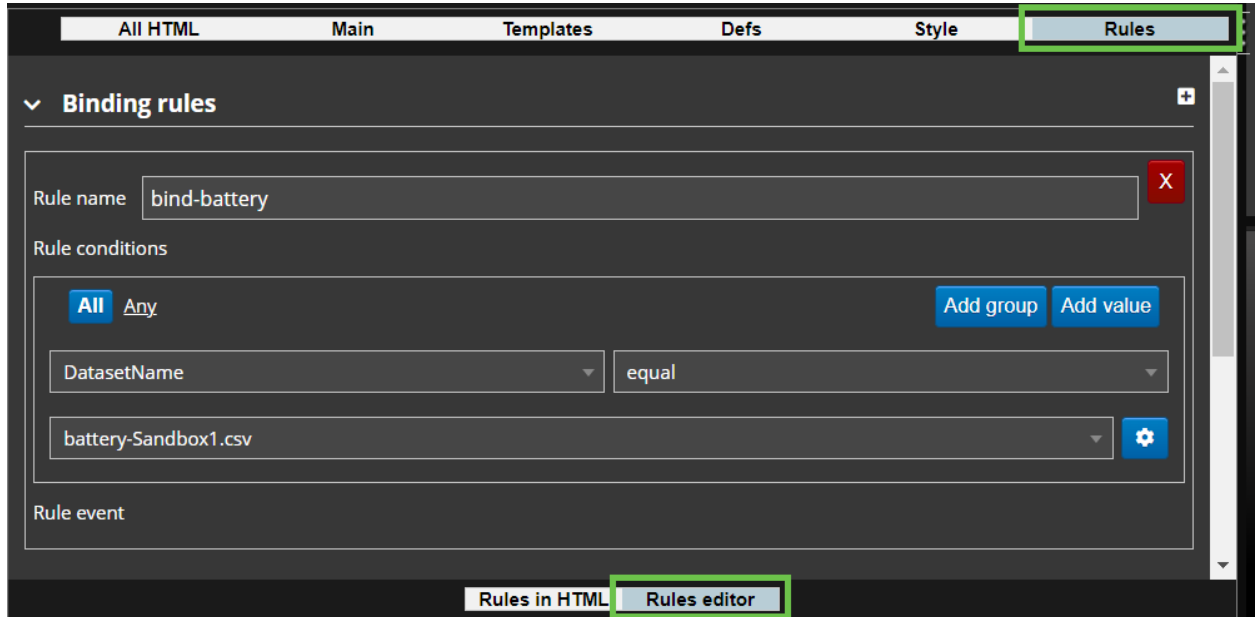 All HTML Main Templates Defs Style Rules
Binding rules
Rule name bind-battery X
Rule conditions
All Any Add group Add value
DatasetName equal
battery-Sandbox1.csv
Rule event
Rules in HTML Rules editor